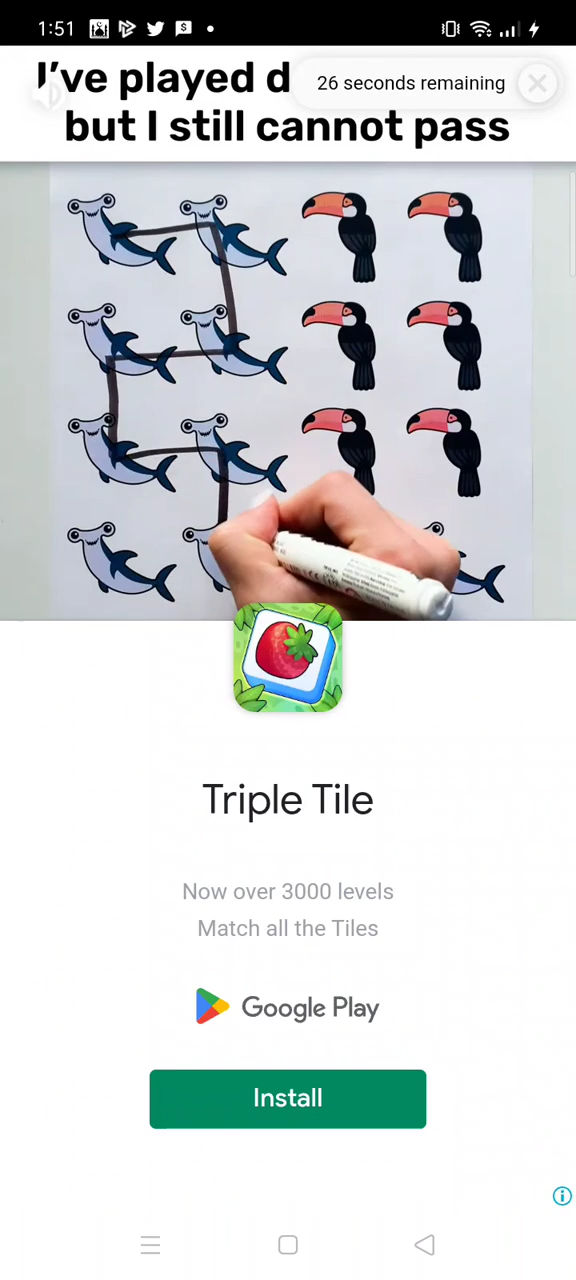 1:51
I've played d
26 seconds remaining
but I still cannot pass
Triple Tile
Now over 3000 levels
Match all the Tiles
Google Play
Install